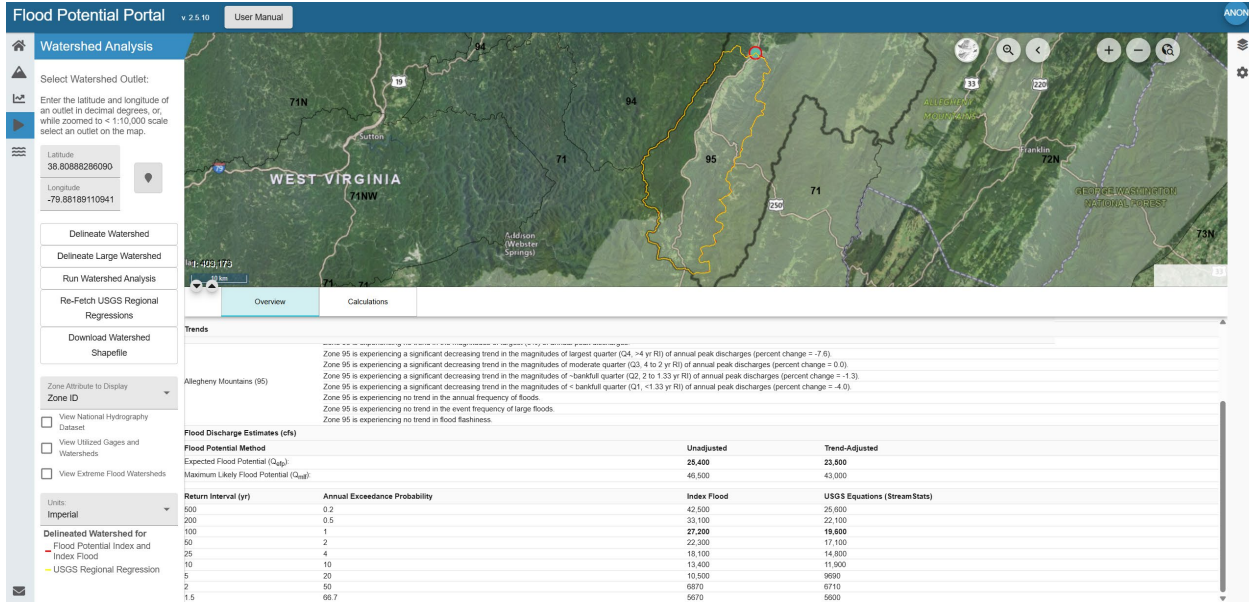 Flood Potential Portal v. 2.5.10 User Manual ANON
Watershed Analysis
Select Watershed Outlet:
Enter the latitude and longitude of
an outlet in decimal degrees, or,
while zoomed to < 1:10,000 scale
select an outlet on the map.
Latitude
38.80888286090
Longitude
-79.88189110941
Delineate Watershed
Delineate Large Watershed
Run Watershed Analysis
Re-Fetch USGS Regional
Regressions
Download Watershed
Shapefile
Zone Attribute to Display
Zone ID
View National Hydrography
Dataset
View Utilized Gages and
Watersheds
View Extreme Flood Watersheds
Units:
Imperial
Delineated Watershed for
Flood Potential Index and
Index Flood
USGS Regional Regression
94
19
71N
94
33
220
ALLEGHENY
MOUNTAINS
Sutton
79
71
95
Franklin
72N
WEST VIRGINIA
71NW
71
GEORGE WASHINGTON
NATIONAL FOREST
250
Addison
(Webster
Springs)
73N
1: 409,173
10 km
71
71
33
Overview Calculations
Trends
Allegheny Mountains (95)
Zone 95 is experiencing a significant decreasing trend in the magnitudes of largest quarter (Q4, >4 yr RI) of annual peak discharges (percent change = -7.6).
Zone 95 is experiencing a significant decreasing trend in the magnitudes of moderate quarter (Q3, 4 to 2 yr RI) of annual peak discharges (percent change = 0.0).
Zone 95 is experiencing a significant decreasing trend in the magnitudes of ~bankfull quarter (Q2, 2 to 1.33 yr RI) of annual peak discharges (percent change = -1.3).
Zone 95 is experiencing a significant decreasing trend in the magnitudes of < bankfull quarter (Q1, <1.33 yr RI) of annual peak discharges (percent change = -4.0).
Zone 95 is experiencing no trend in the annual frequency of floods.
Zone 95 is experiencing no trend in the event frequency of large floods.
Zone 95 is experiencing no trend in flood flashiness.
Flood Discharge Estimates (cfs)
Flood Potential Method Unadjusted Trend-Adjusted
Expected Flood Potential (Qefp): 25,400 23,500
Maximum Likely Flood Potential (Qmlf): 46,500 43,000
Return Interval (yr) Annual Exceedance Probability Index Flood USGS Equations (StreamStats)
500 0.2 42,500 25,600
200 0.5 33,100 22,100
100 1 27,200 19,600
50 2 22,300 17,100
25 4 18,100 14,800
10 10 13,400 11,900
5 20 10,500 9690
2 50 6870 6710
1.5 66.7 5670 5600